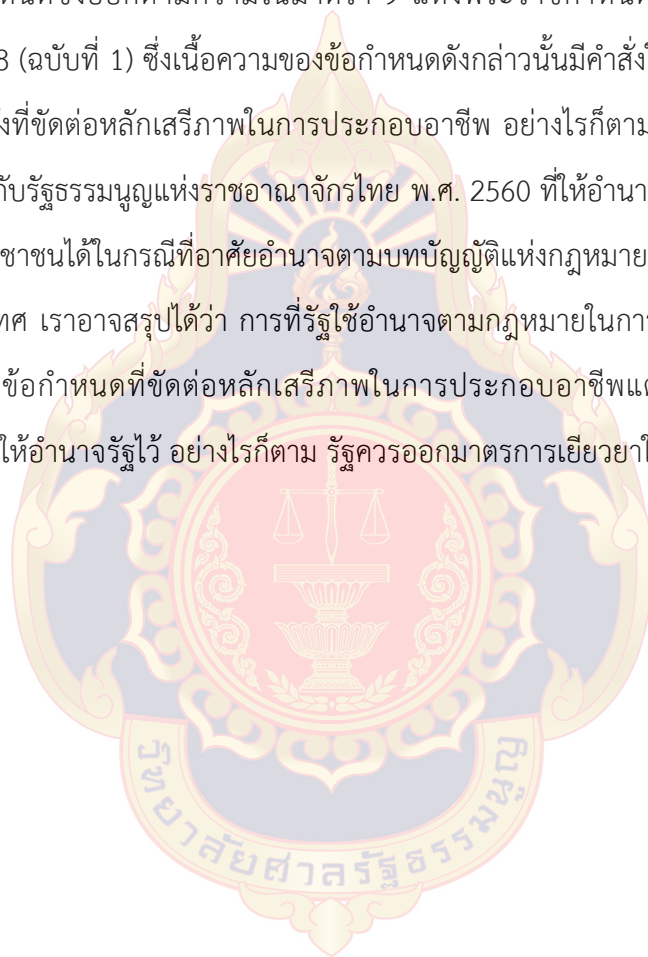 8 (ฉบับที่ 1) ซึ่งเนื้อความของข้อกำหนดดังกล่าวนั้นมีคำสั่งใ
ที่ขัดต่อหลักเสรีภาพในการประกอบอาชีพ อย่างไรก็ตาม
กับรัฐธรรมนูญแห่งราชอาณาจักรไทย พ.ศ. 2560 ที่ให้อำนา
ชาชนได้ในกรณีที่อาศัยอำนาจตามบทบัญญัติแห่งกฎหมาย
ทศ เราอาจสรุปได้ว่า การที่รัฐใช้อำนาจตามกฎหมายในการ
ข้อกำหนดที่ขัดต่อหลักเสรีภาพในการประกอบอาชีพแ
ให้อำนาจรัฐไว้ อย่างไรก็ตาม รัฐควรออกมาตรการเยียวยาใ
วิทยาลัยศาลรัฐธรรมนูญ